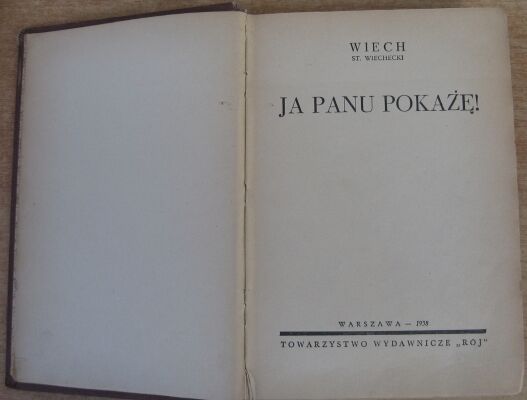 WIECH
ST. WIECHECKI
JA PANU POKAŻĘ!
WARSZAWA — 1938
TOWARZYSTWO WYDAWNICZE „RÓJ”